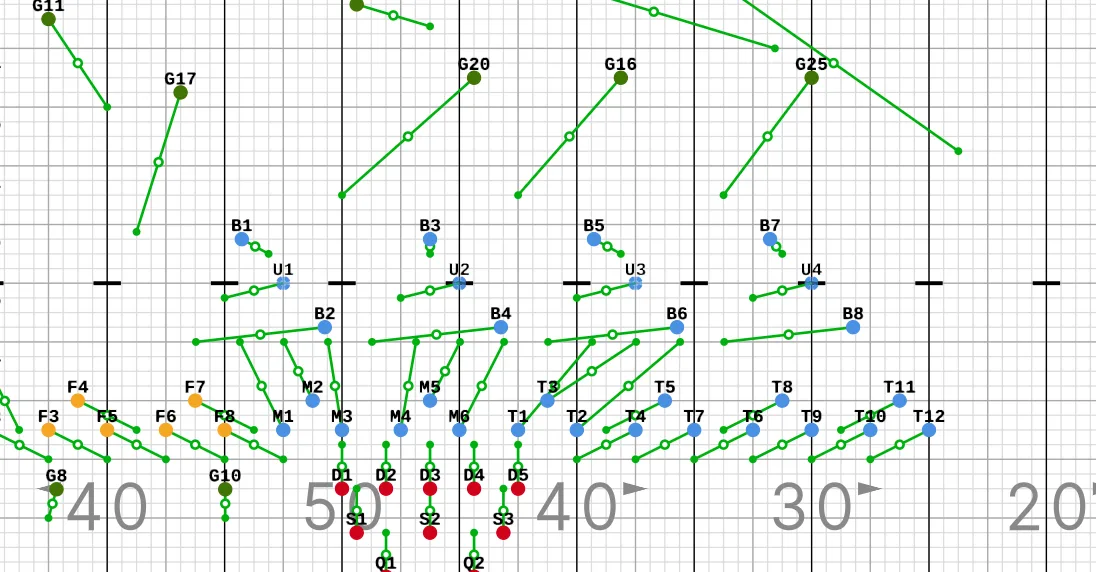 G11
G17 G20 G16 G25
B1 B3 B5 B7
U1 U2 U3 U4
B2 B4 B6 B8
F4 F7 M2 M5 T3 T5 T8 T11
F3 F5 F6 F8 M1 M3 M4 M6 T1 T2 T4 T7 T6 T9 T10 T12
G8 G10 D1 D2 D3 D4 D5
40 50 40 30 20
S1 S2 S3
Q1 Q2